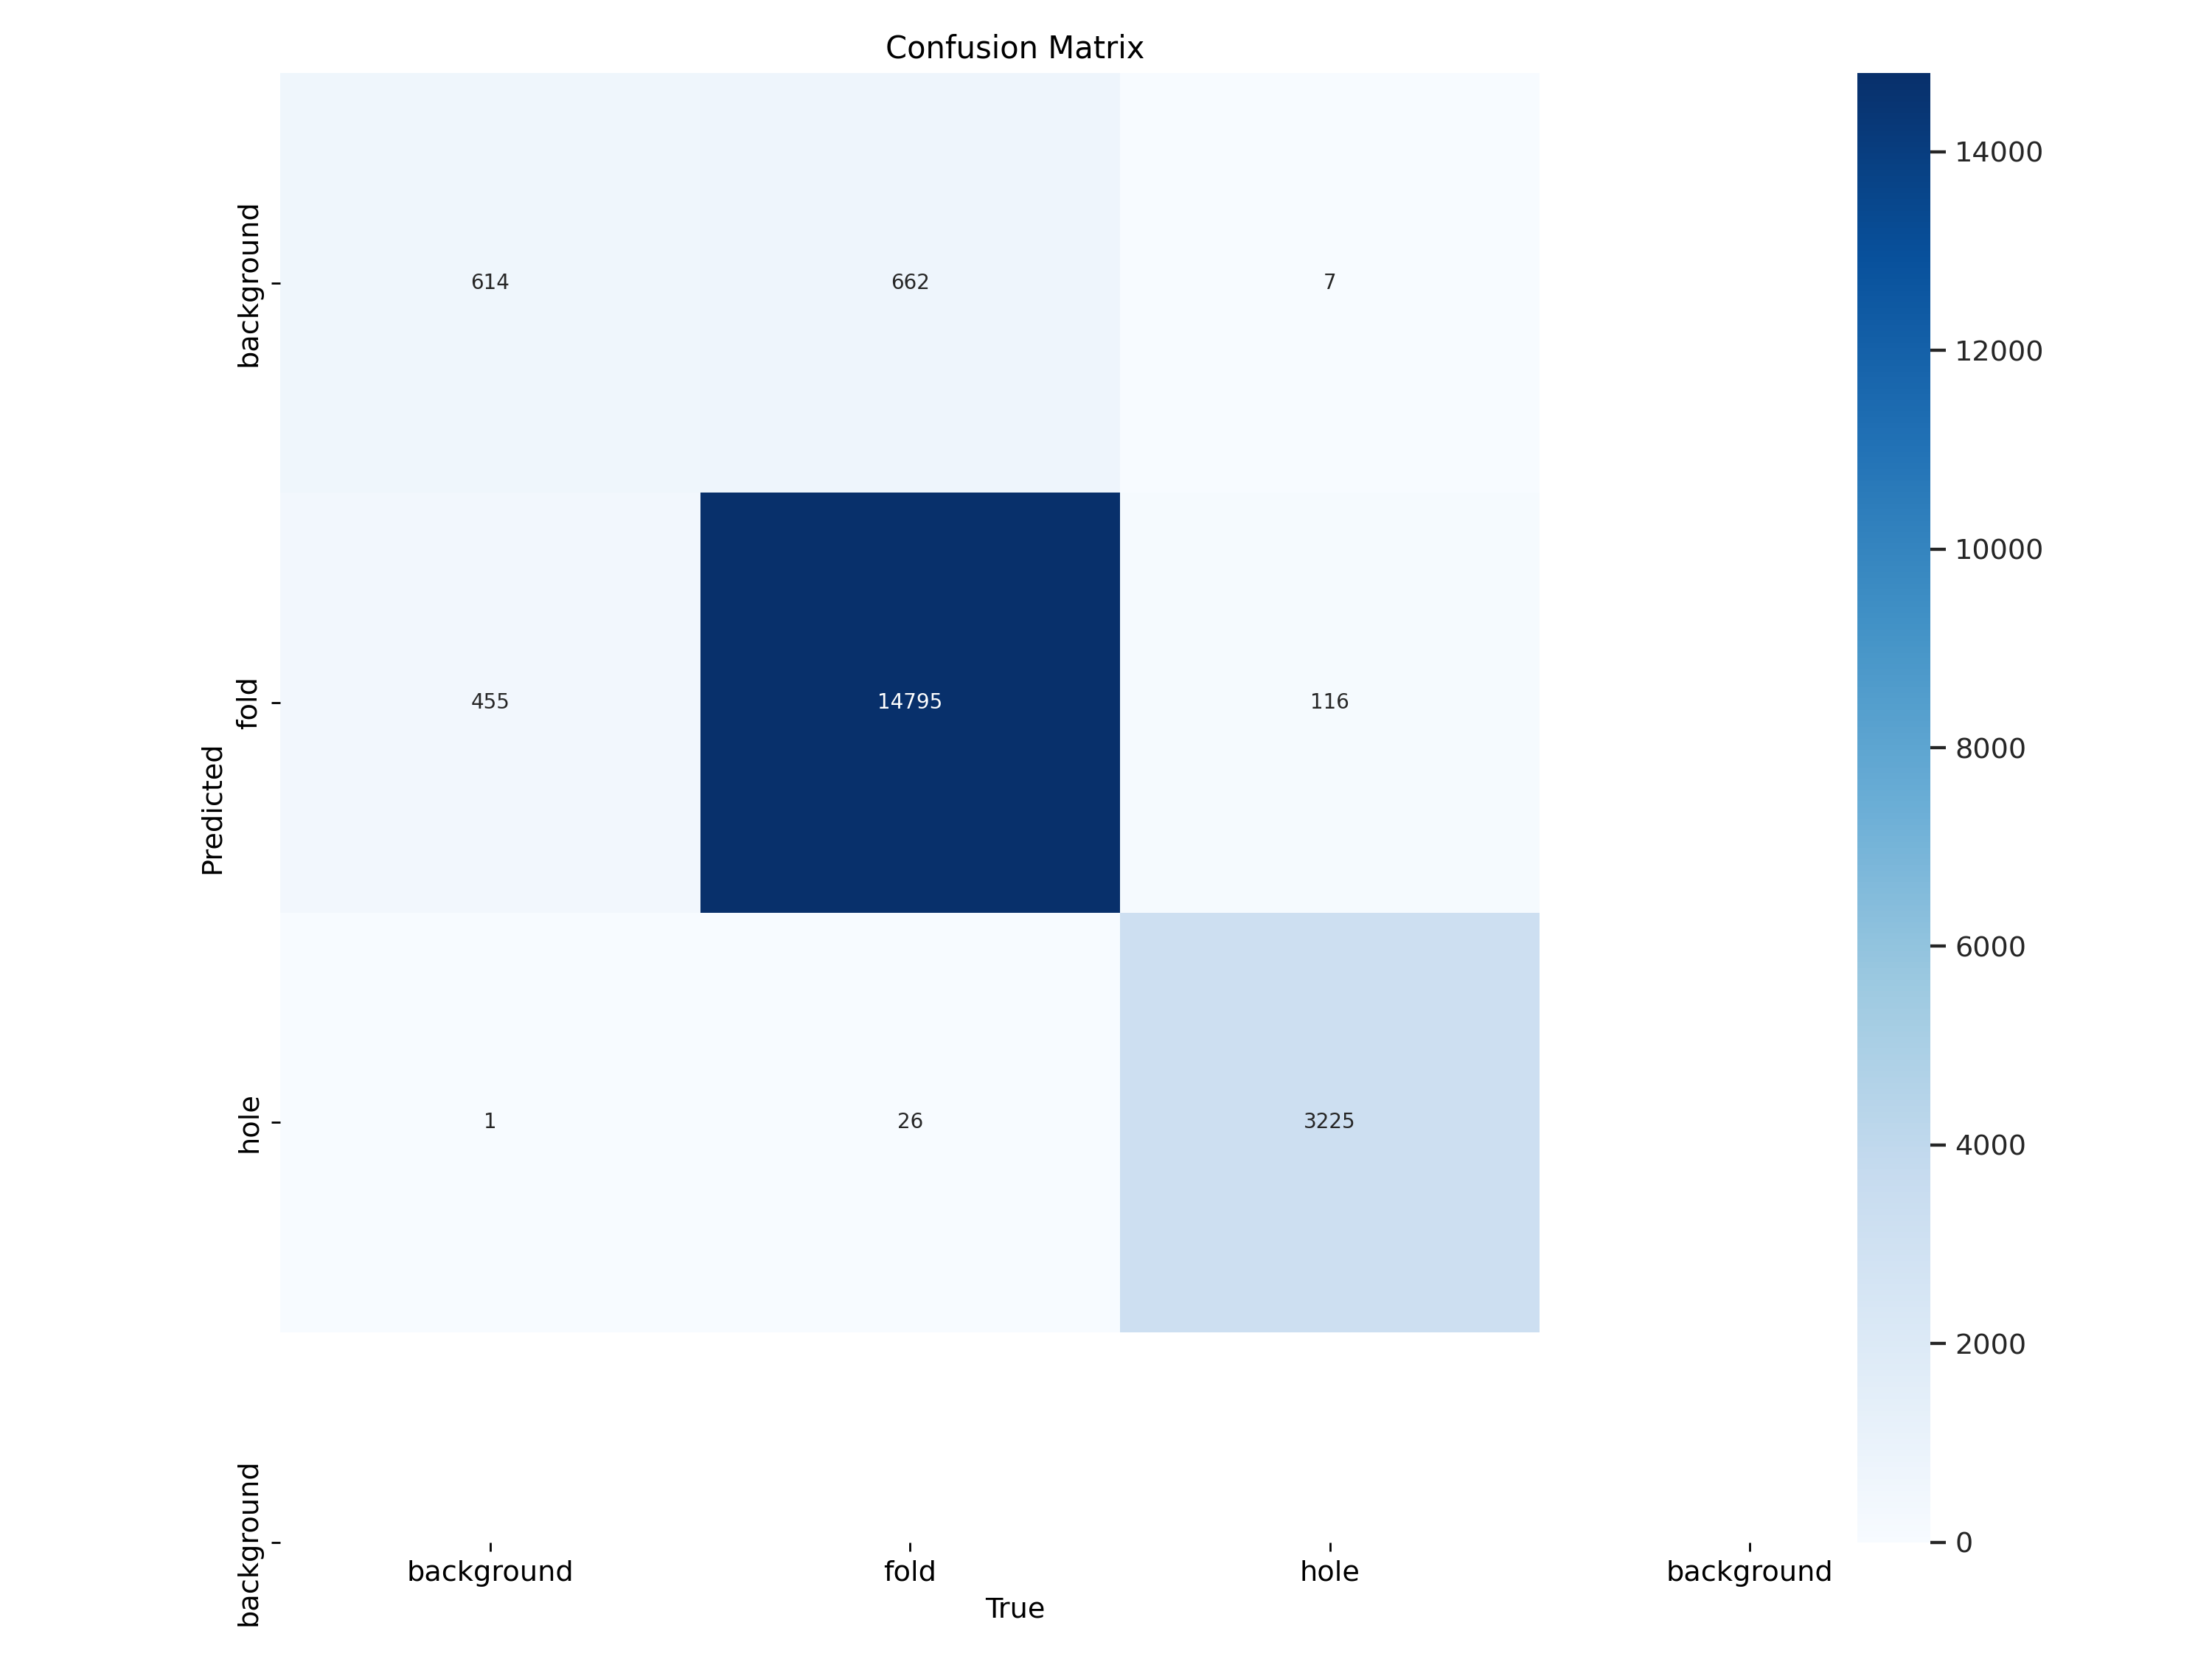 Confusion Matrix
background
614 662 7
14000
12000
10000
fold
455 14795 116
8000
Predicted
6000
hole
1 26 3225
4000
2000
background
0
background fold hole background
True